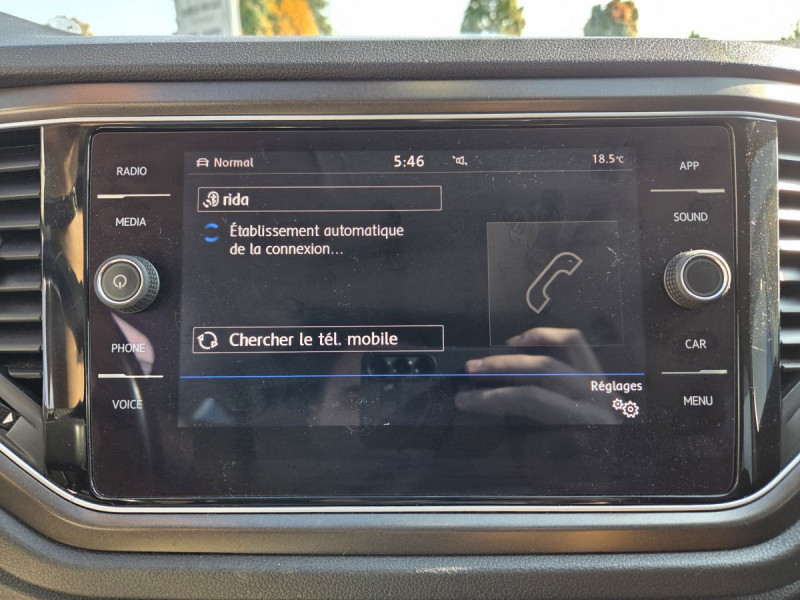 RADIO
MEDIA
PHONE
VOICE
Normal
5:46
18.5°C
rida
Établissement automatique
de la connexion...
Chercher le tél. mobile
Réglages
APP
SOUND
CAR
MENU